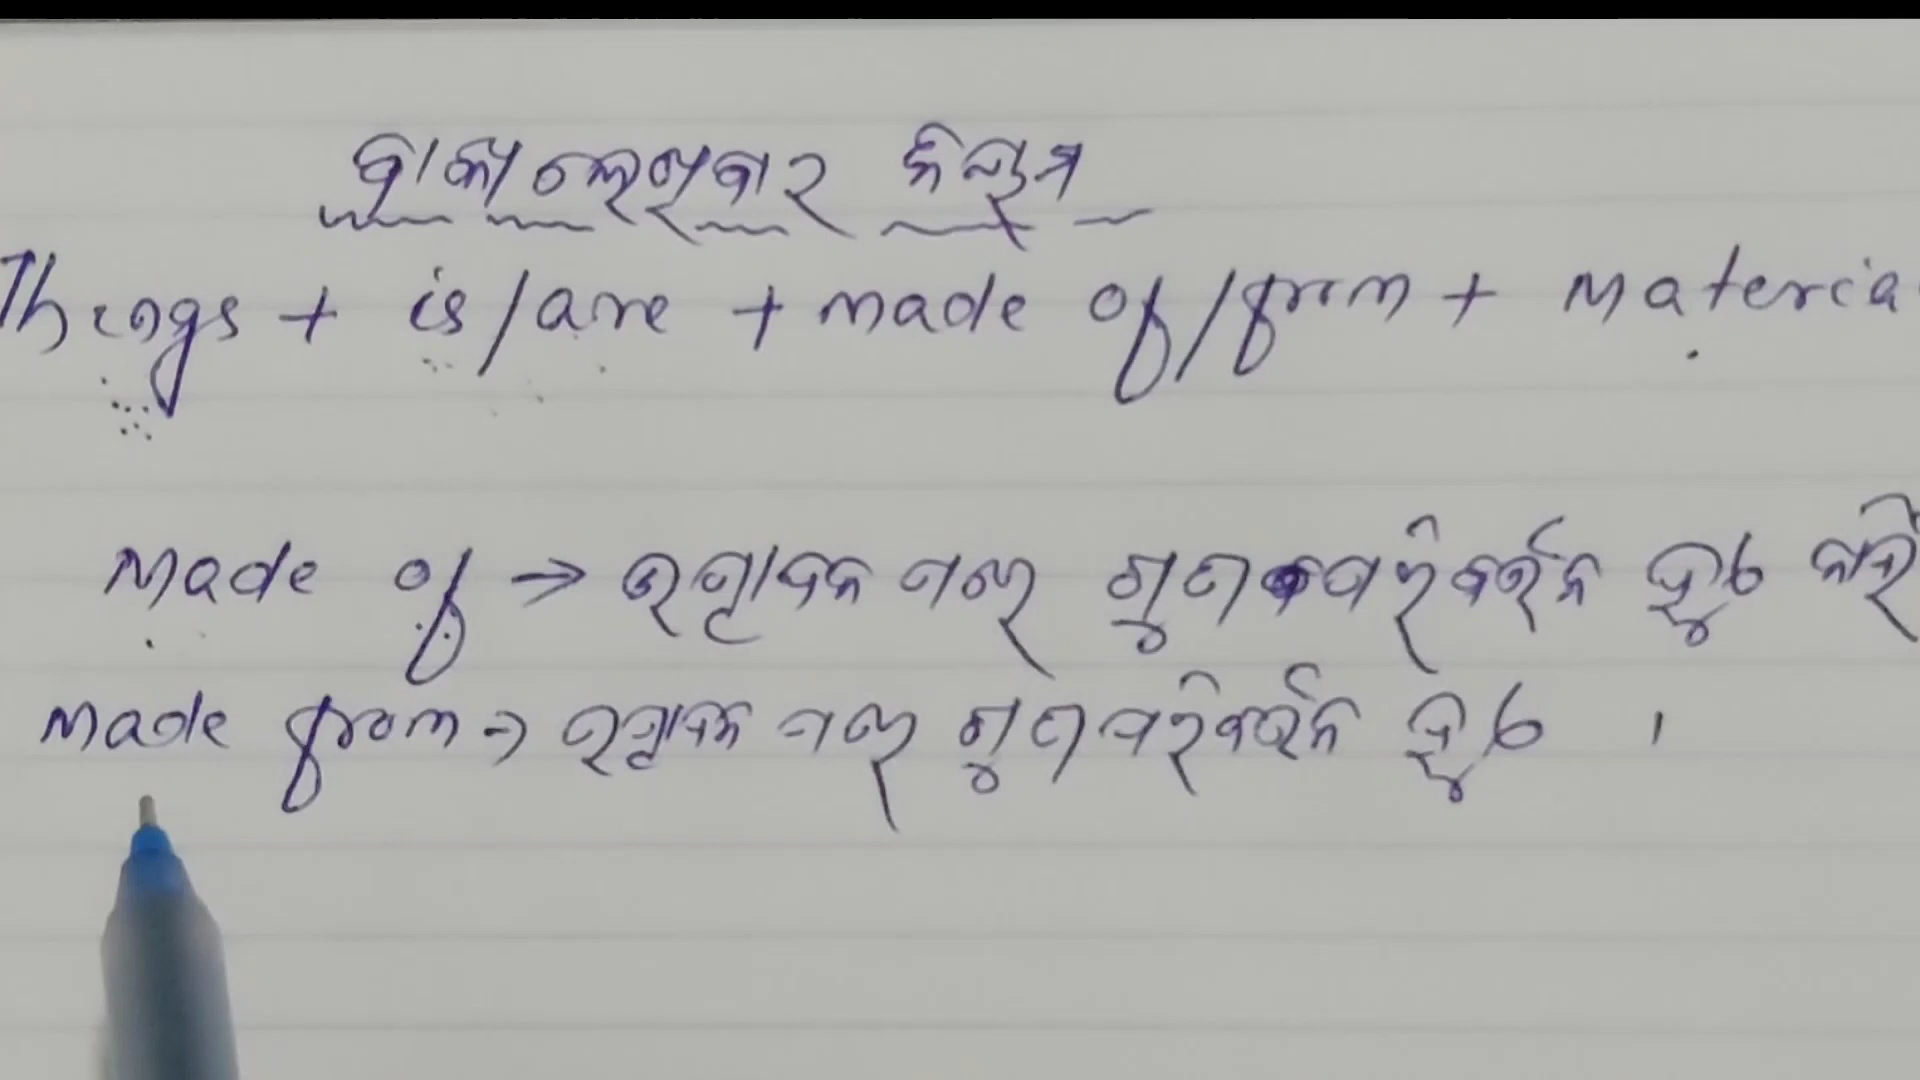 ବାକ୍ୟ ଲେଖିବାର ନିୟମ
Things + is/are + made of/from + Materia
Made of → ଉତ୍ପାଦନ ପରେ ଗୁଣ ପରିବର୍ତ୍ତନ ହୁଏ ନାହିଁ
Made from → ଉତ୍ପାଦନ ପରେ ଗୁଣ ପରିବର୍ତ୍ତନ ହୁଏ ।